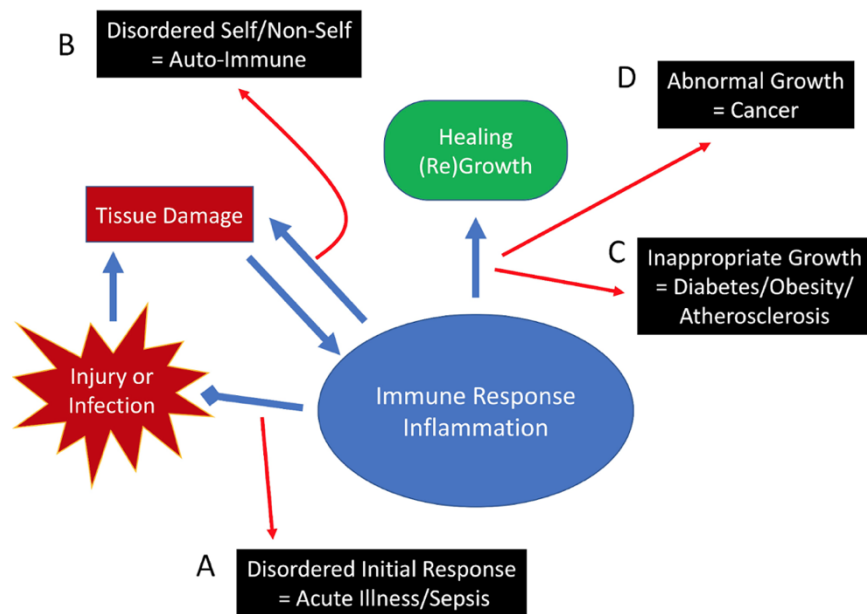 B
Disordered Self/Non-Self
= Auto-Immune
D
Abnormal Growth
= Cancer
Healing
(Re)Growth
Tissue Damage
C
Inappropriate Growth
= Diabetes/Obesity/
Atherosclerosis
Injury or
Infection
Immune Response
Inflammation
A
Disordered Initial Response
= Acute Illness/Sepsis